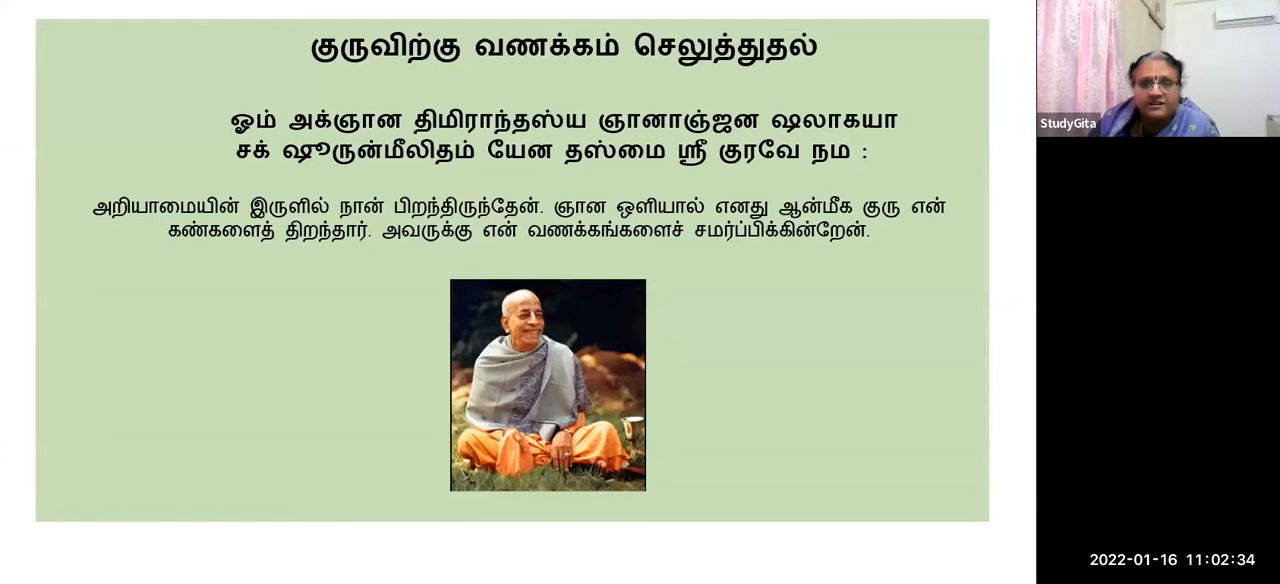 குருவிற்கு வணக்கம் செலுத்துதல்
ஓம் அக்ஞான திமிராந்தஸ்ய ஞானாஞ்ஜன ஷலாகயா
சக் ஷூருன்மீலிதம் யேன தஸ்மை ஸ்ரீ குரவே நம :
அறியாமையின் இருளில் நான் பிறந்திருந்தேன். ஞான ஒளியால் எனது ஆன்மீக குரு என்
கண்களைத் திறந்தார். அவருக்கு என் வணக்கங்களைச் சமர்ப்பிக்கின்றேன்.
StudyGita
2022-01-16 11:02:34